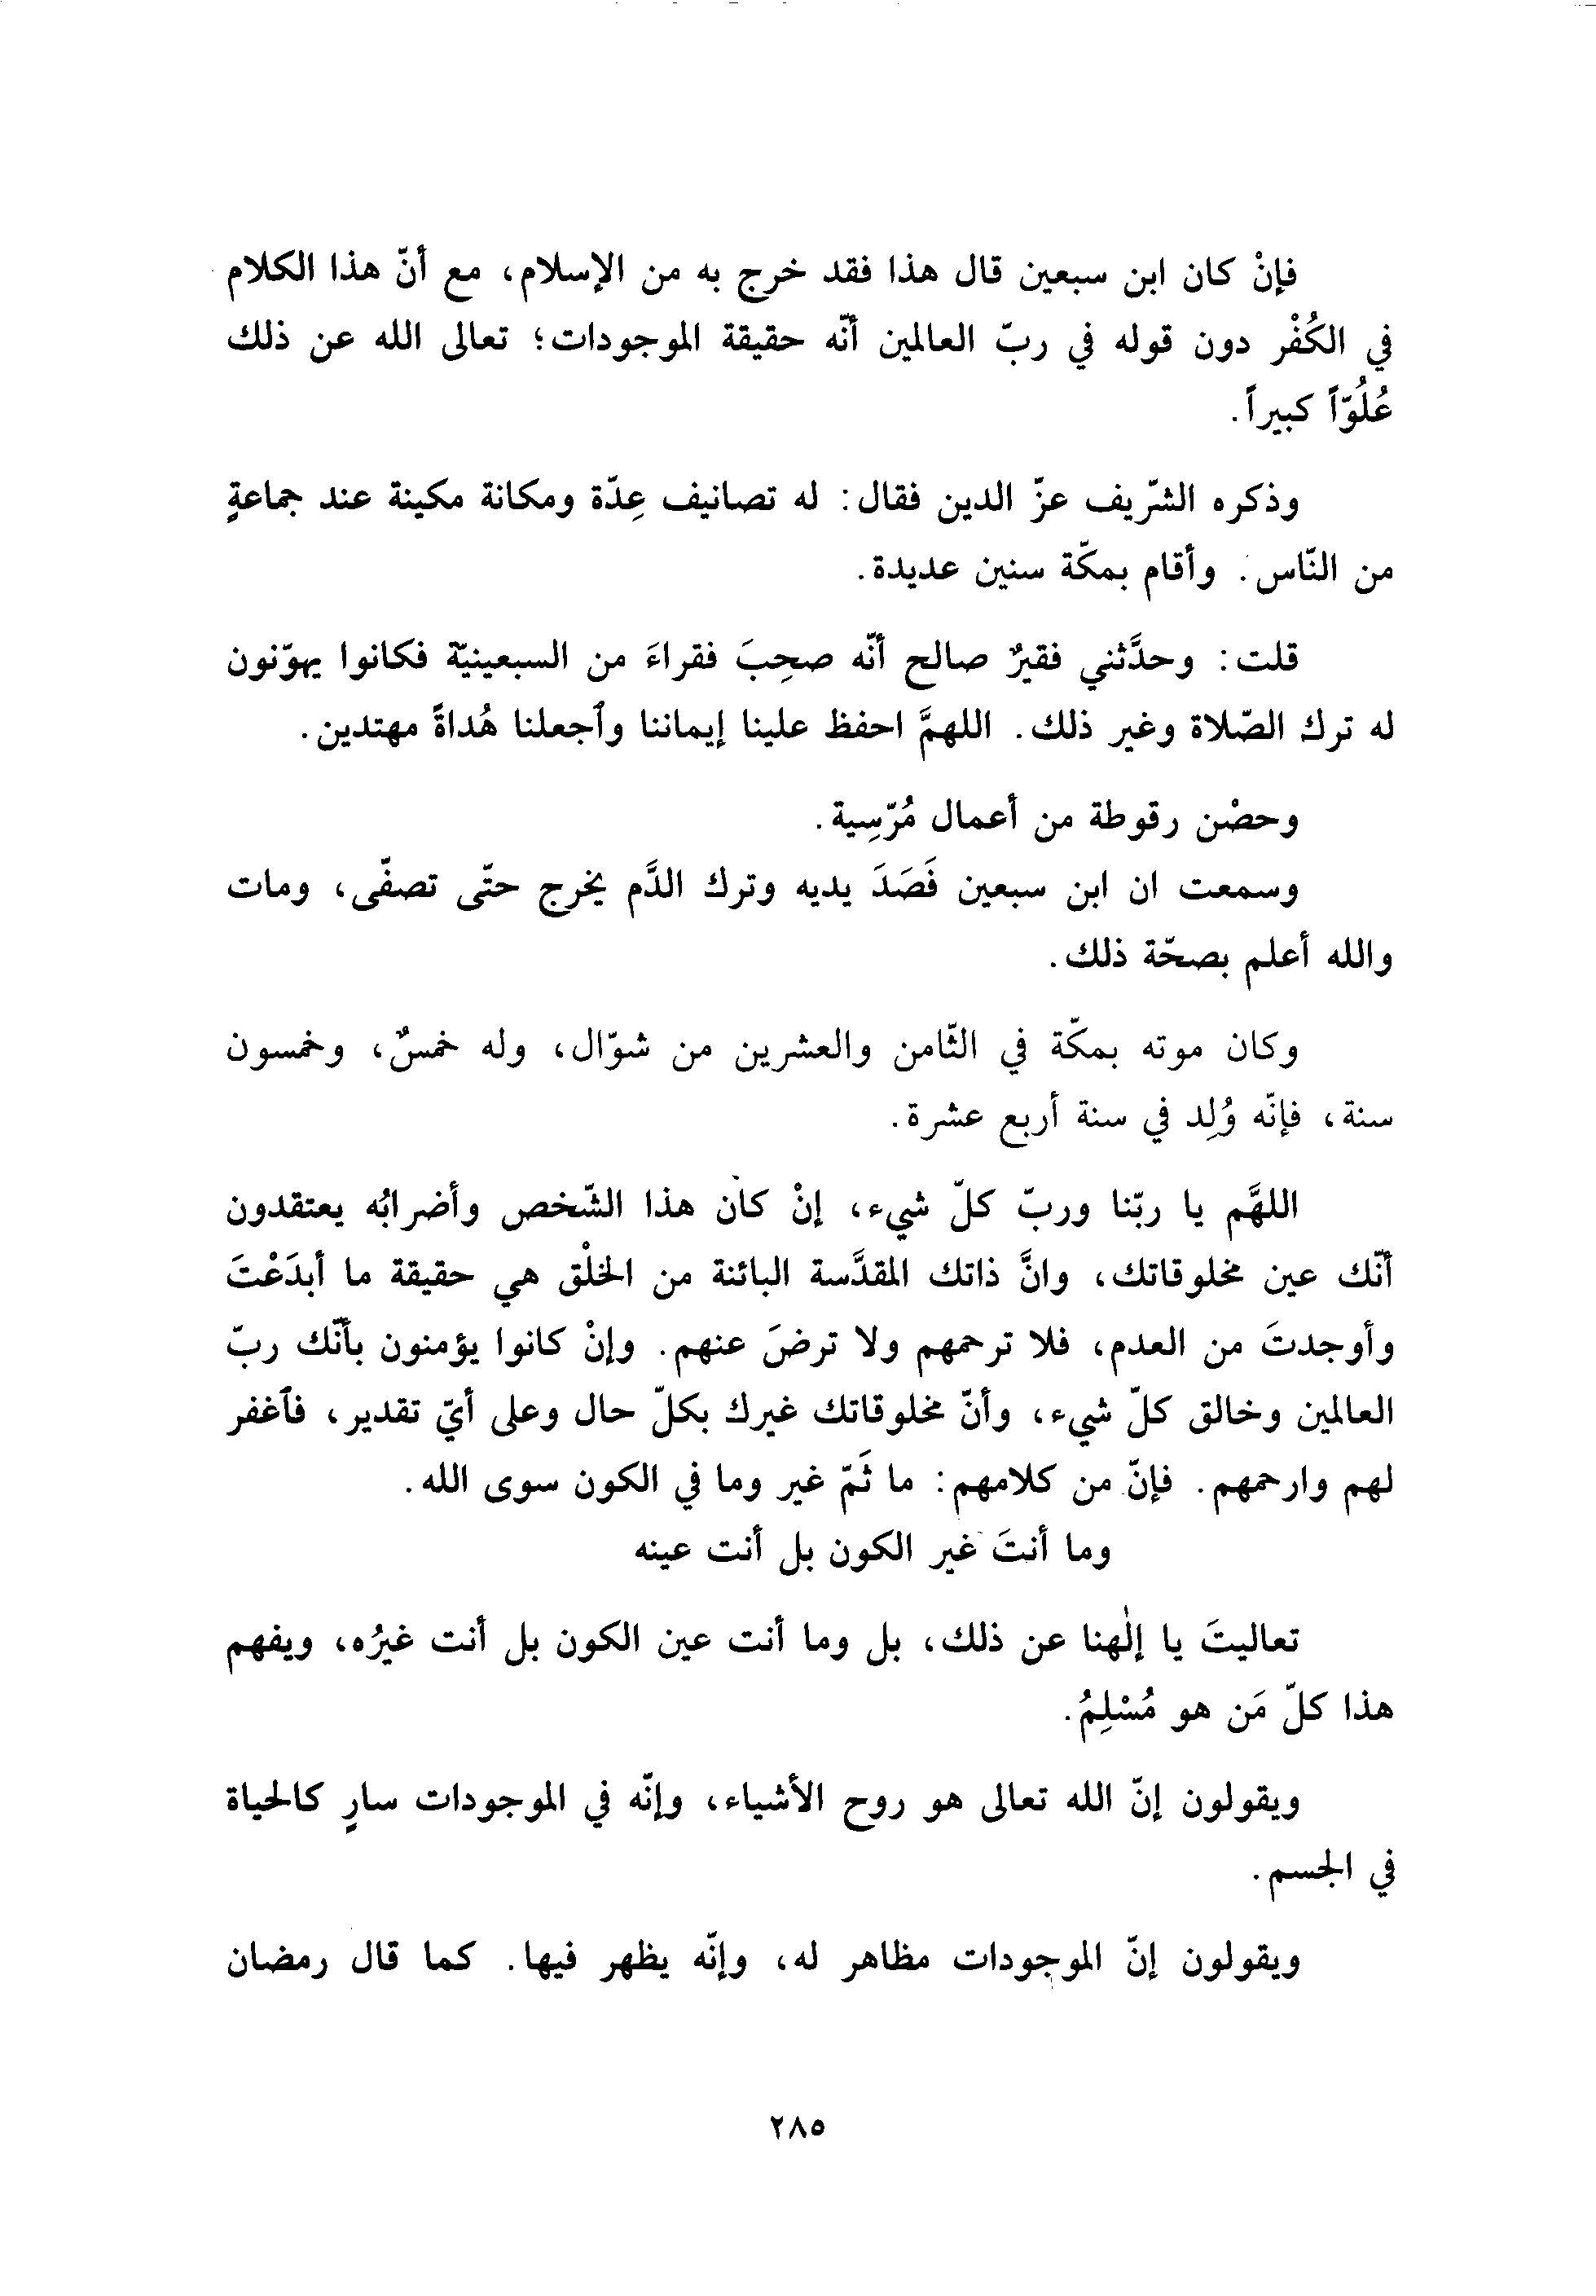 فإنْ كان ابن سبعين قال هذا فقد خرج به من الإسلام، مع أنّ هذا الكلام
في الكُفْر دون قوله في ربّ العالمين أنّه حقيقة الموجودات؛ تعالى الله عن ذلك
عُلُوّاً كبيراً.
وذكره الشّريف عزّ الدين فقال: له تصانيف عِدّة ومكانة مكينة عند جماعةٍ
من النّاس. وأقام بمكّة سنين عديدة.
قلت: وحدَّثني فقيرٌ صالح أنّه صحِبَ فقراءَ من السبعينيّة فكانوا يهوّنون
له ترك الصّلاة وغير ذلك. اللهمَّ احفظ علينا إيماننا وٱجعلنا هُداةً مهتدين.
وحصْن رقوطة من أعمال مُرّسِية.
وسمعت ان ابن سبعين فَصَدَ يديه وترك الدَّم يخرج حتّى تصفّى، ومات
والله أعلم بصحّة ذلك.
وكان موته بمكّة في الثّامن والعشرين من شوّال، وله خمسٌ، وخمسون
سنة، فإنّه وُلِد في سنة أربع عشرة.
اللهَّم يا ربّنا وربّ كلّ شيء، إنْ كان هذا الشّخص وأضرابُه يعتقدون
أنّك عين مخلوقاتك، وانَّ ذاتك المقدَّسة البائنة من الخلْق هي حقيقة ما أبدَعْتَ
وأوجدتَ من العدم، فلا ترحمهم ولا ترضَ عنهم. وإنْ كانوا يؤمنون بأنّك ربّ
العالمين وخالق كلّ شيء، وأنّ مخلوقاتك غيرك بكلّ حال وعلى أيّ تقدير، فٱغفر
لهم وارحمهم. فإنّ من كلامهم: ما ثَمّ غير وما في الكون سوى الله.
وما أنتَ غير الكون بل أنت عينه
تعاليتَ يا إلٰهنا عن ذلك، بل وما أنت عين الكون بل أنت غيرُه، ويفهم
هذا كلّ مَن هو مُسْلِمُ.
ويقولون إنّ الله تعالى هو روح الأشياء، وإنّه في الموجودات سارٍ كالحياة
في الجسم.
ويقولون إنّ الموجودات مظاهر له، وإنّه يظهر فيها. كما قال رمضان
٢٨٥